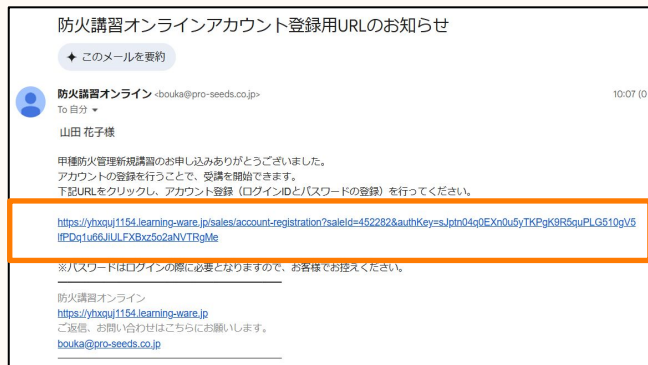 防火講習オンラインアカウント登録用URLのお知らせ
このメールを要約
防火講習オンライン <bouka@pro-seeds.co.jp>
10:07 (0
To 自分
山田 花子様
甲種防火管理新規講習のお申し込みありがとうございました。
アカウントの登録を行うことで、受講を開始できます。
下記URLをクリックし、アカウント登録（ログインIDとパスワードの登録）を行ってください。
https://yhxquj1154.learning-ware.jp/sales/account-registration?saleId=452282&authKey=sJptn04q0EXn0u5yTKPgK9R5quPLG510gV5
lfPDq1u66JiULFXBxz5o2aNVTRgMe
※パスワードはログインの際に必要となりますので、お客様でお控えください。
防火講習オンライン
https://yhxquj1154.learning-ware.jp
ご返信、お問い合わせはこちらにお願いします。
bouka@pro-seeds.co.jp